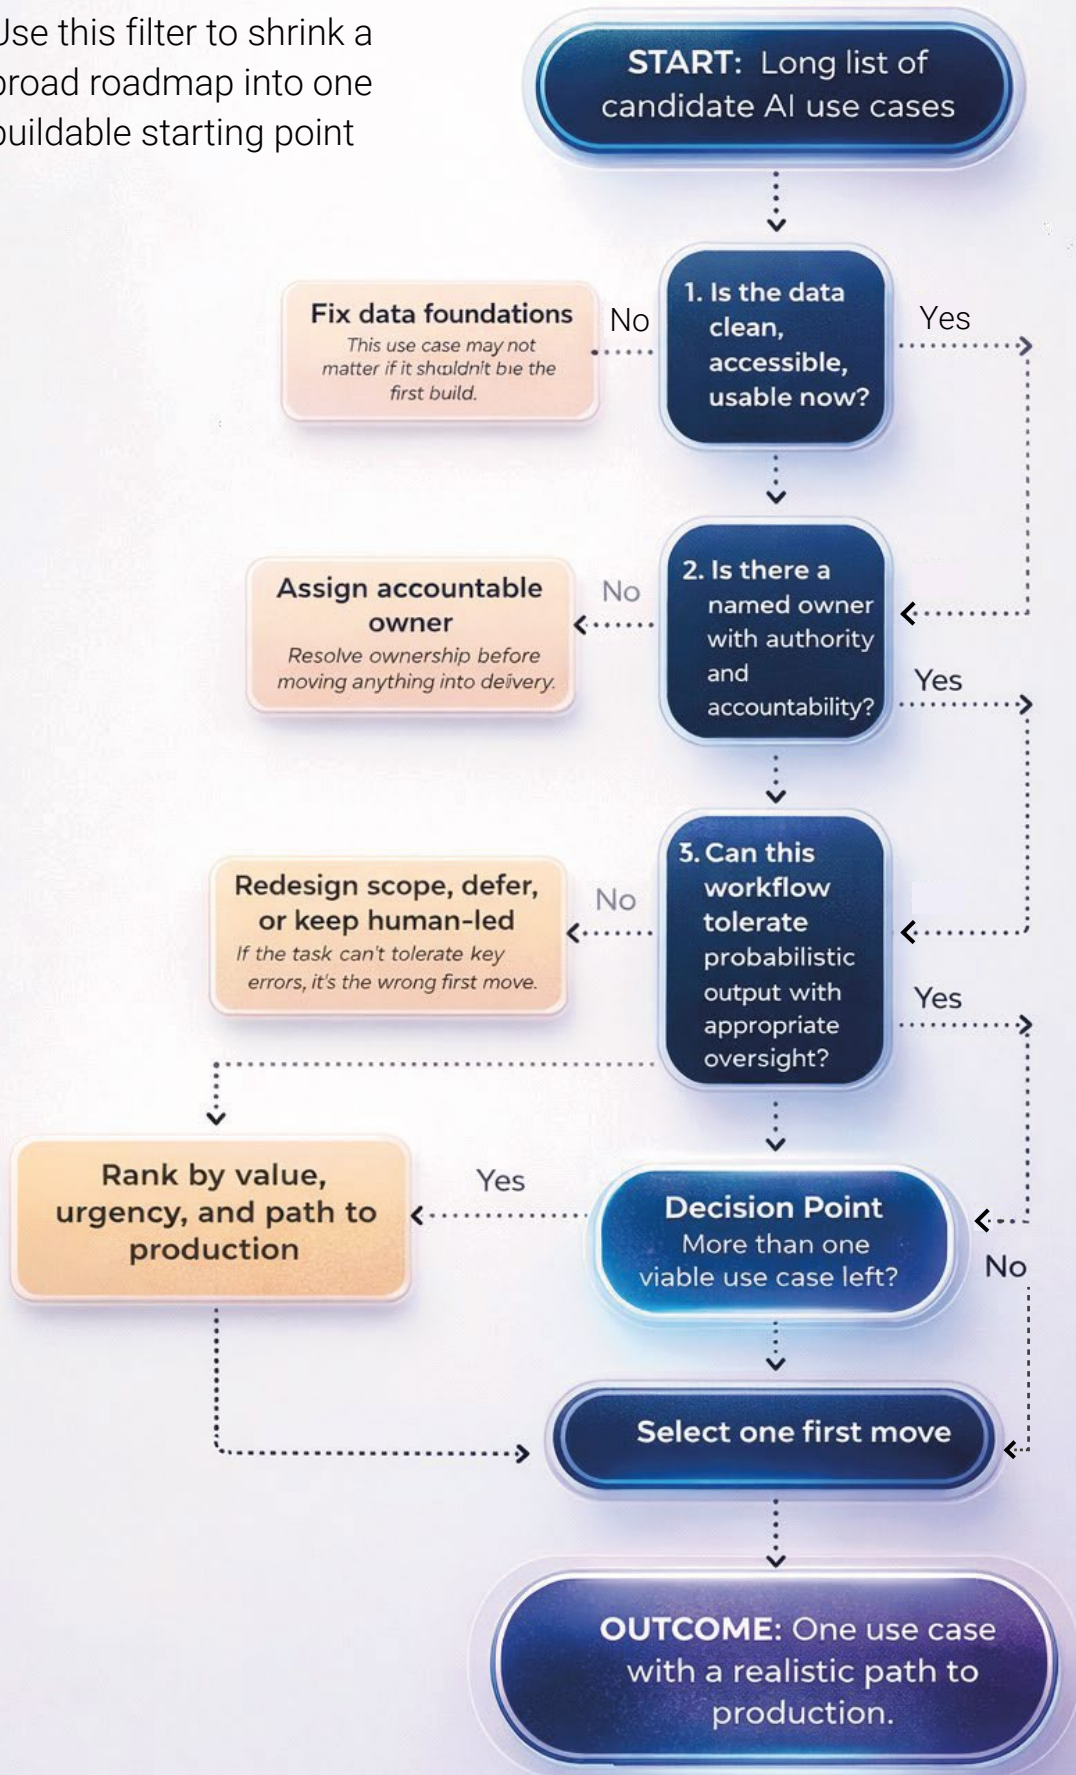 Use this filter to shrink a
broad roadmap into one
buildable starting point
START: Long list of
candidate AI use cases
1. Is the data
clean,
accessible,
usable now?
No
Yes
Fix data foundations
This use case may not
matter if it shouldn't be the
first build.
2. Is there a
named owner
with authority
and
accountability?
No
Yes
Assign accountable
owner
Resolve ownership before
moving anything into delivery.
3. Can this
workflow
tolerate
probabilistic
output with
appropriate
oversight?
No
Yes
Redesign scope, defer,
or keep human-led
If the task can't tolerate key
errors, it's the wrong first move.
Decision Point
More than one
viable use case left?
Yes
No
Rank by value,
urgency, and path to
production
Select one first move
OUTCOME: One use case
with a realistic path to
production.